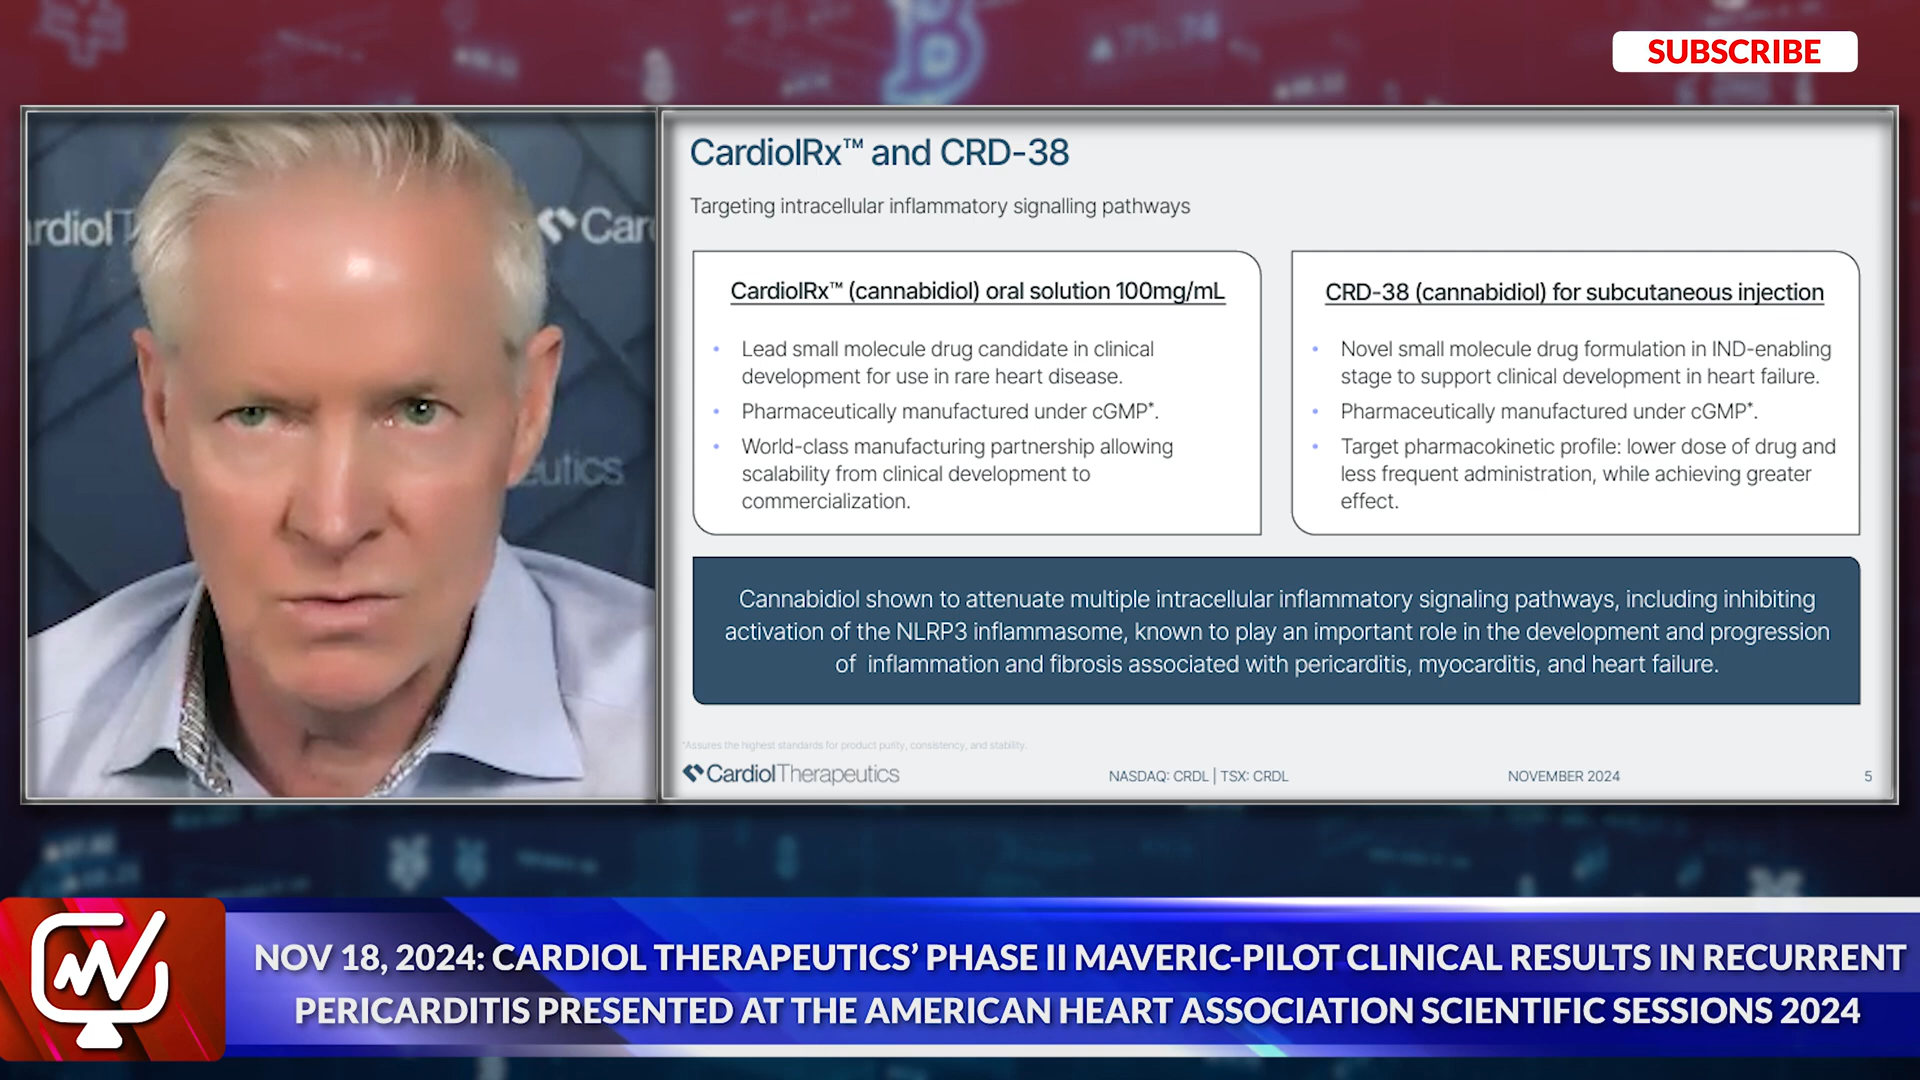 SUBSCRIBE
rdiol T
Car
eutics
CardiolRx™ and CRD-38
Targeting intracellular inflammatory signalling pathways
CardiolRx™ (cannabidiol) oral solution 100mg/mL
• Lead small molecule drug candidate in clinical
development for use in rare heart disease.
• Pharmaceutically manufactured under cGMP*.
• World-class manufacturing partnership allowing
scalability from clinical development to
commercialization.
CRD-38 (cannabidiol) for subcutaneous injection
• Novel small molecule drug formulation in IND-enabling
stage to support clinical development in heart failure.
• Pharmaceutically manufactured under cGMP*.
• Target pharmacokinetic profile: lower dose of drug and
less frequent administration, while achieving greater
effect.
Cannabidiol shown to attenuate multiple intracellular inflammatory signaling pathways, including inhibiting
activation of the NLRP3 inflammasome, known to play an important role in the development and progression
of inflammation and fibrosis associated with pericarditis, myocarditis, and heart failure.
*Assures the highest standards for product purity, consistency, and stability.
CardiolTherapeutics
NASDAQ: CRDL | TSX: CRDL
NOVEMBER 2024
5
NOV 18, 2024: CARDIOL THERAPEUTICS’ PHASE II MAVERIC-PILOT CLINICAL RESULTS IN RECURRENT
PERICARDITIS PRESENTED AT THE AMERICAN HEART ASSOCIATION SCIENTIFIC SESSIONS 2024